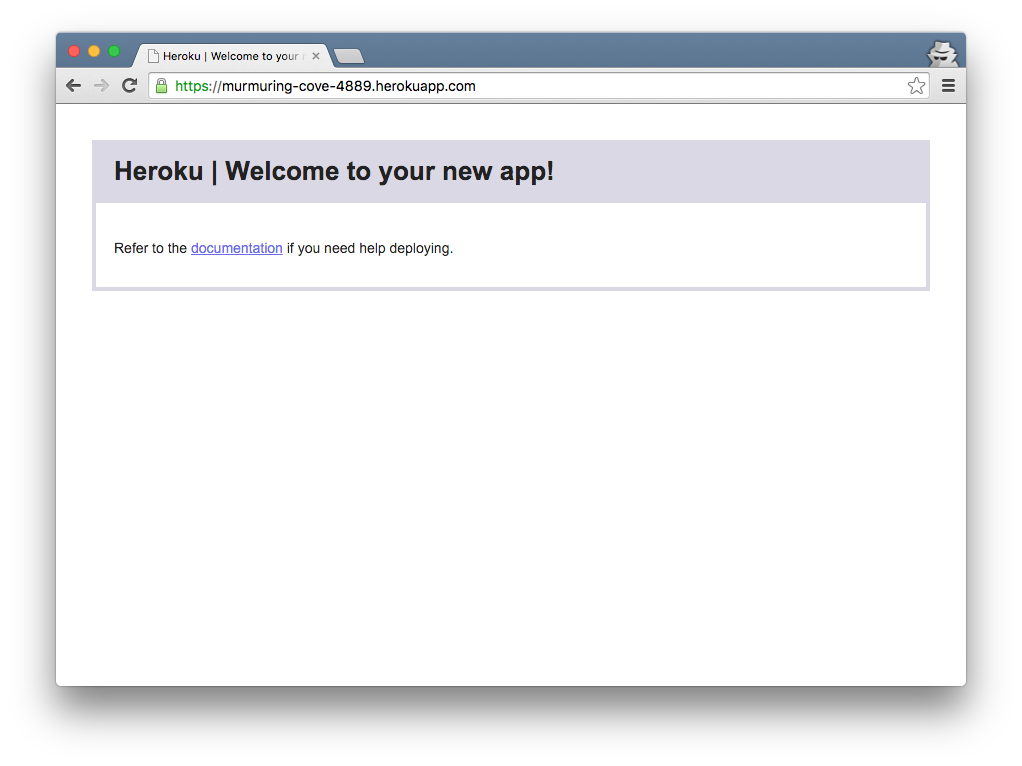 Heroku | Welcome to your
https://murmuring-cove-4889.herokuapp.com
Heroku | Welcome to your new app!
Refer to the documentation if you need help deploying.